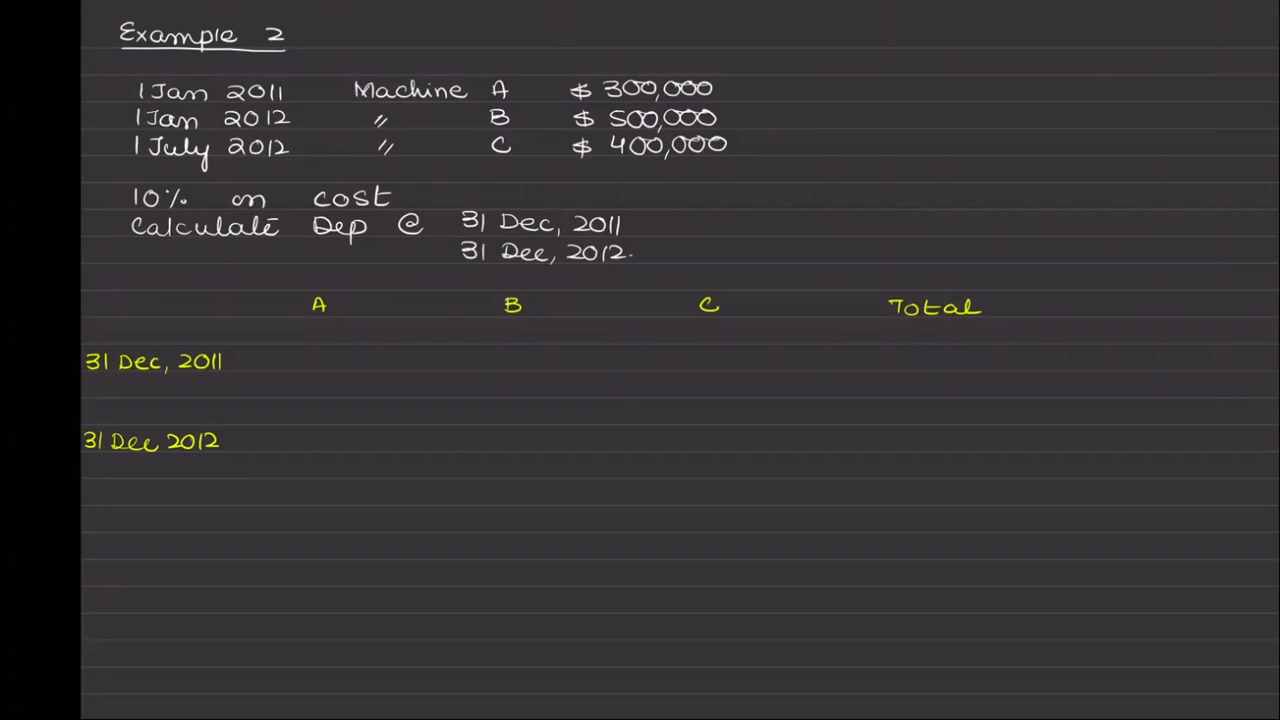 Example 2
1 Jan 2011 Machine A $ 300,000
1 Jan 2012 〃 B $ 500,000
1 July 2012 〃 C $ 400,000
10% on cost
Calculate Dep @ 31 Dec, 2011
31 Dec, 2012.
A B C Total
31 Dec, 2011
31 Dec 2012